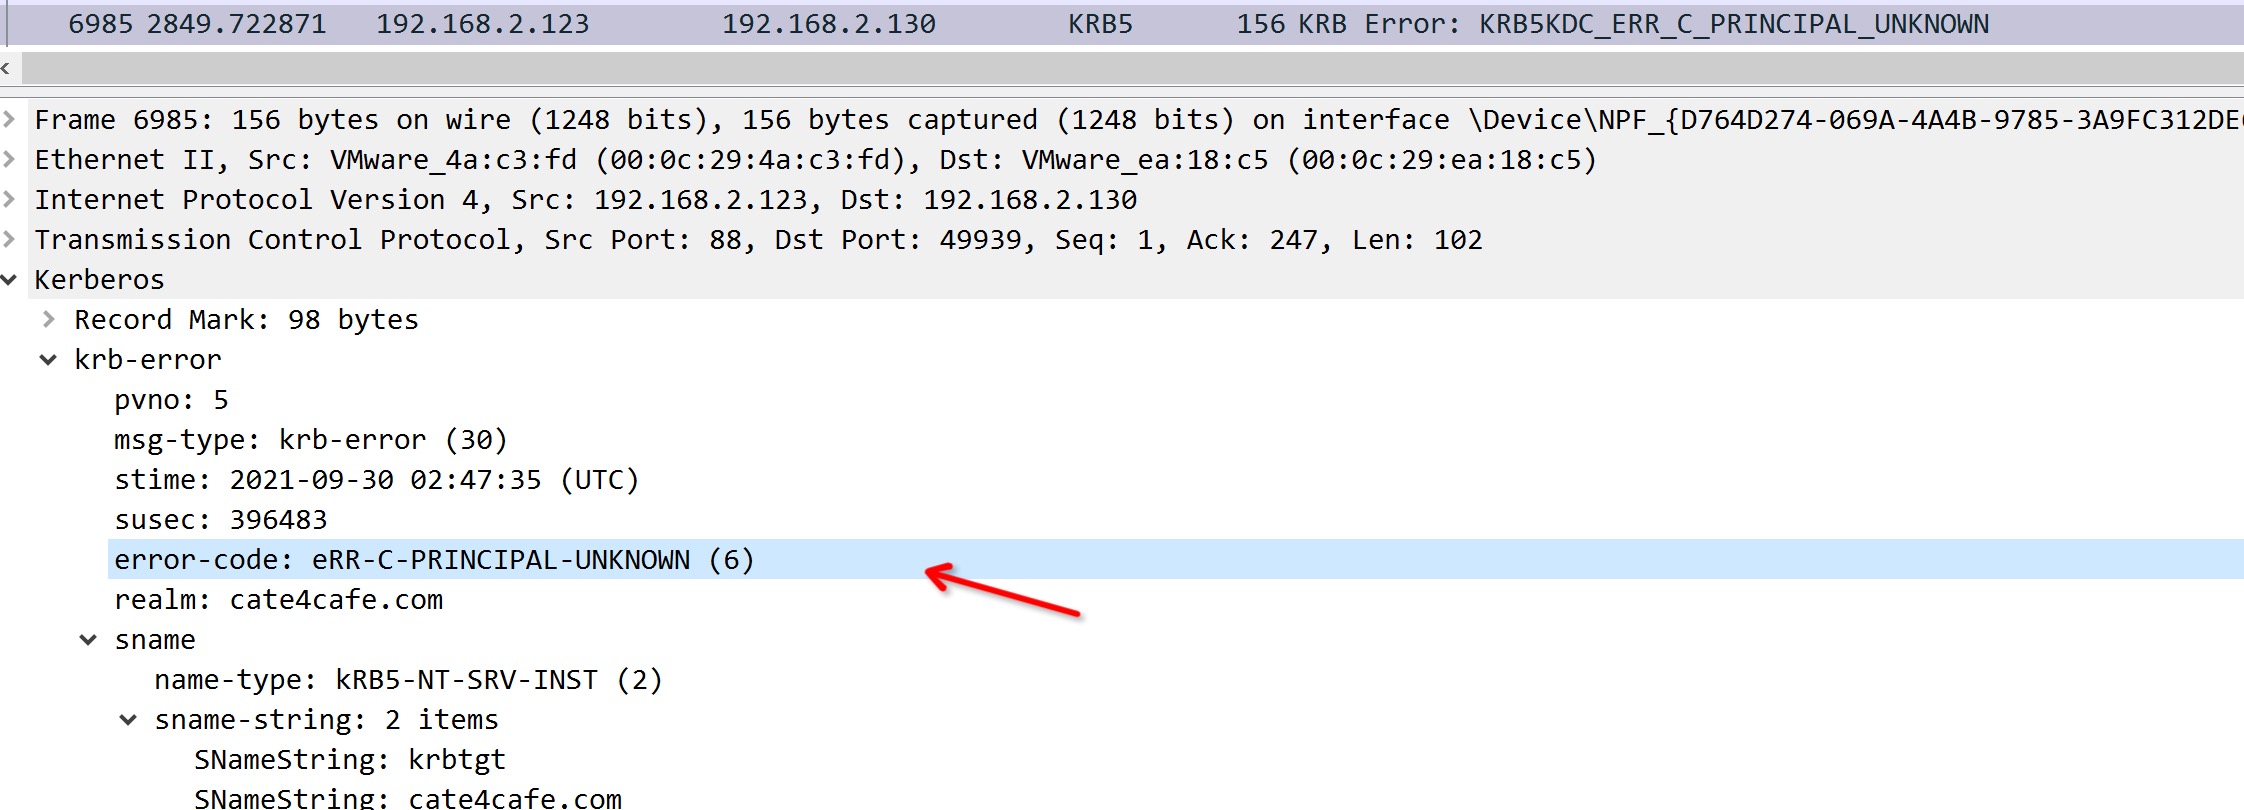 6985 2849.722871 192.168.2.123 192.168.2.130 KRB5 156 KRB Error: KRB5KDC_ERR_C_PRINCIPAL_UNKNOWN
Frame 6985: 156 bytes on wire (1248 bits), 156 bytes captured (1248 bits) on interface \Device\NPF_{D764D274-069A-4A4B-9785-3A9FC312DE
Ethernet II, Src: VMware_4a:c3:fd (00:0c:29:4a:c3:fd), Dst: VMware_ea:18:c5 (00:0c:29:ea:18:c5)
Internet Protocol Version 4, Src: 192.168.2.123, Dst: 192.168.2.130
Transmission Control Protocol, Src Port: 88, Dst Port: 49939, Seq: 1, Ack: 247, Len: 102
Kerberos
Record Mark: 98 bytes
krb-error
pvno: 5
msg-type: krb-error (30)
stime: 2021-09-30 02:47:35 (UTC)
susec: 396483
error-code: eRR-C-PRINCIPAL-UNKNOWN (6)
realm: cate4cafe.com
sname
name-type: kRB5-NT-SRV-INST (2)
sname-string: 2 items
SNameString: krbtgt
SNameString: cate4cafe.com